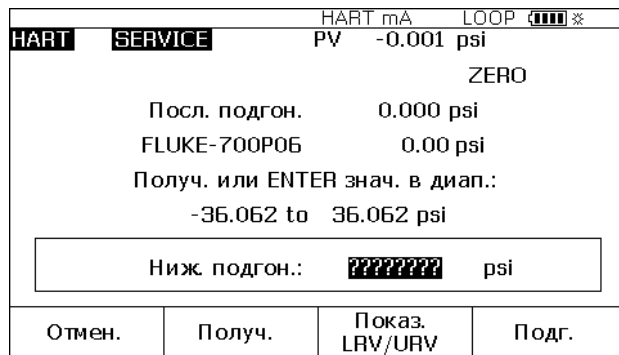 HART mA LOOP
HART SERVICE PV -0.001 psi
ZERO
Посл. подгон. 0.000 psi
FLUKE-700P06 0.00 psi
Получ. или ENTER знач. в диап.:
-36.062 to 36.062 psi
Ниж. подгон.: ???????? psi
Отмен. Получ. Показ. LRV/URV Подг.